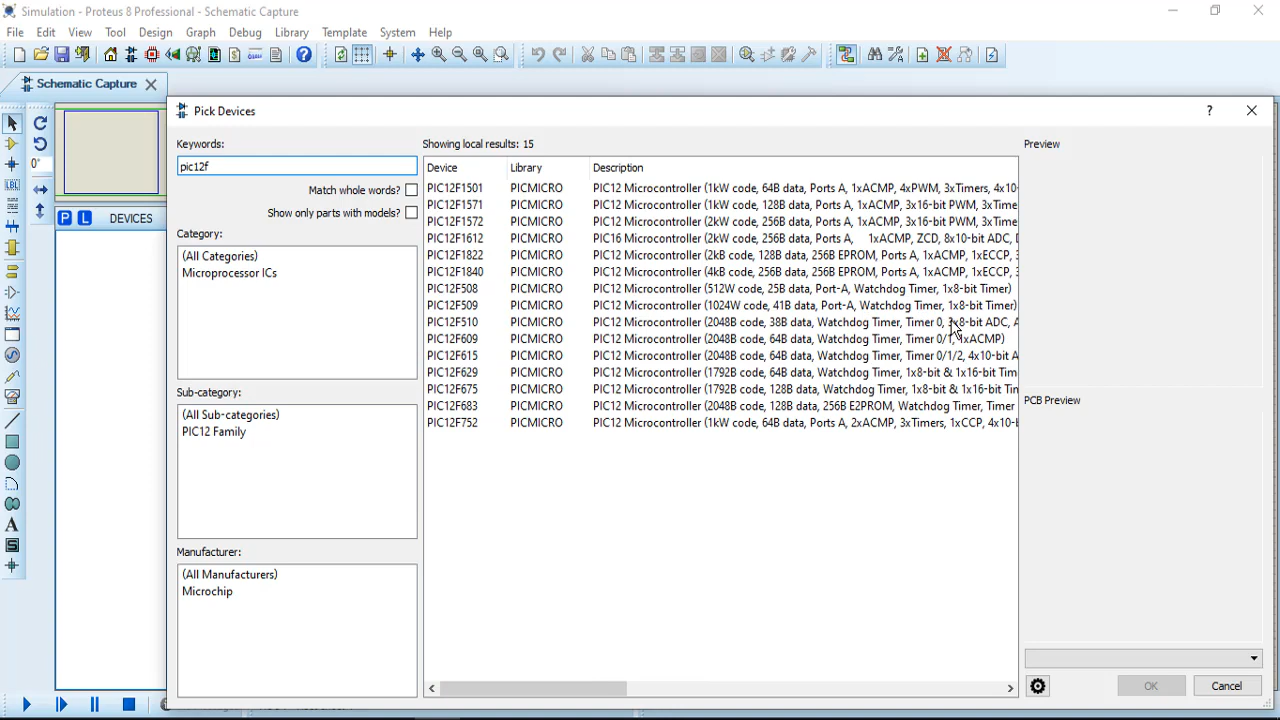 Simulation - Proteus 8 Professional - Schematic Capture
File Edit View Tool Design Graph Debug Library Template System Help
Schematic Capture
Pick Devices
Keywords:
pic12f
Match whole words?
Show only parts with models?
Category:
(All Categories)
Microprocessor ICs
Sub-category:
(All Sub-categories)
PIC12 Family
Manufacturer:
(All Manufacturers)
Microchip
0°
LBL
P L DEVICES
A
S
Showing local results: 15
Device Library Description
PIC12F1501 PICMICRO PIC12 Microcontroller (1kW code, 64B data, Ports A, 1xACMP, 4xPWM, 3xTimers, 4x10-
PIC12F1571 PICMICRO PIC12 Microcontroller (1kW code, 128B data, Ports A, 1xACMP, 3x16-bit PWM, 3xTime
PIC12F1572 PICMICRO PIC12 Microcontroller (2kW code, 256B data, Ports A, 1xACMP, 3x16-bit PWM, 3xTime
PIC12F1612 PICMICRO PIC16 Microcontroller (2kW code, 256B data, Ports A, 1xACMP, ZCD, 8x10-bit ADC,
PIC12F1822 PICMICRO PIC12 Microcontroller (2kB code, 128B data, 256B EPROM, Ports A, 1xACMP, 1xECCP,
PIC12F1840 PICMICRO PIC12 Microcontroller (4kB code, 256B data, 256B EPROM, Ports A, 1xACMP, 1xECCP,
PIC12F508 PICMICRO PIC12 Microcontroller (512W code, 25B data, Port-A, Watchdog Timer, 1x8-bit Timer)
PIC12F509 PICMICRO PIC12 Microcontroller (1024W code, 41B data, Port-A, Watchdog Timer, 1x8-bit Timer)
PIC12F510 PICMICRO PIC12 Microcontroller (2048B code, 38B data, Watchdog Timer, Timer 0, 3x8-bit ADC, A
PIC12F609 PICMICRO PIC12 Microcontroller (2048B code, 64B data, Watchdog Timer, Timer 0/1, 1xACMP)
PIC12F615 PICMICRO PIC12 Microcontroller (2048B code, 64B data, Watchdog Timer, Timer 0/1/2, 4x10-bit A
PIC12F629 PICMICRO PIC12 Microcontroller (1792B code, 64B data, Watchdog Timer, 1x8-bit & 1x16-bit Tim
PIC12F675 PICMICRO PIC12 Microcontroller (1792B code, 128B data, Watchdog Timer, 1x8-bit & 1x16-bit Tim
PIC12F683 PICMICRO PIC12 Microcontroller (2048B code, 128B data, 256B E2PROM, Watchdog Timer, Timer
PIC12F752 PICMICRO PIC12 Microcontroller (1kW code, 64B data, Ports A, 2xACMP, 3xTimers, 1xCCP, 4x10-b
Preview
PCB Preview
OK Cancel